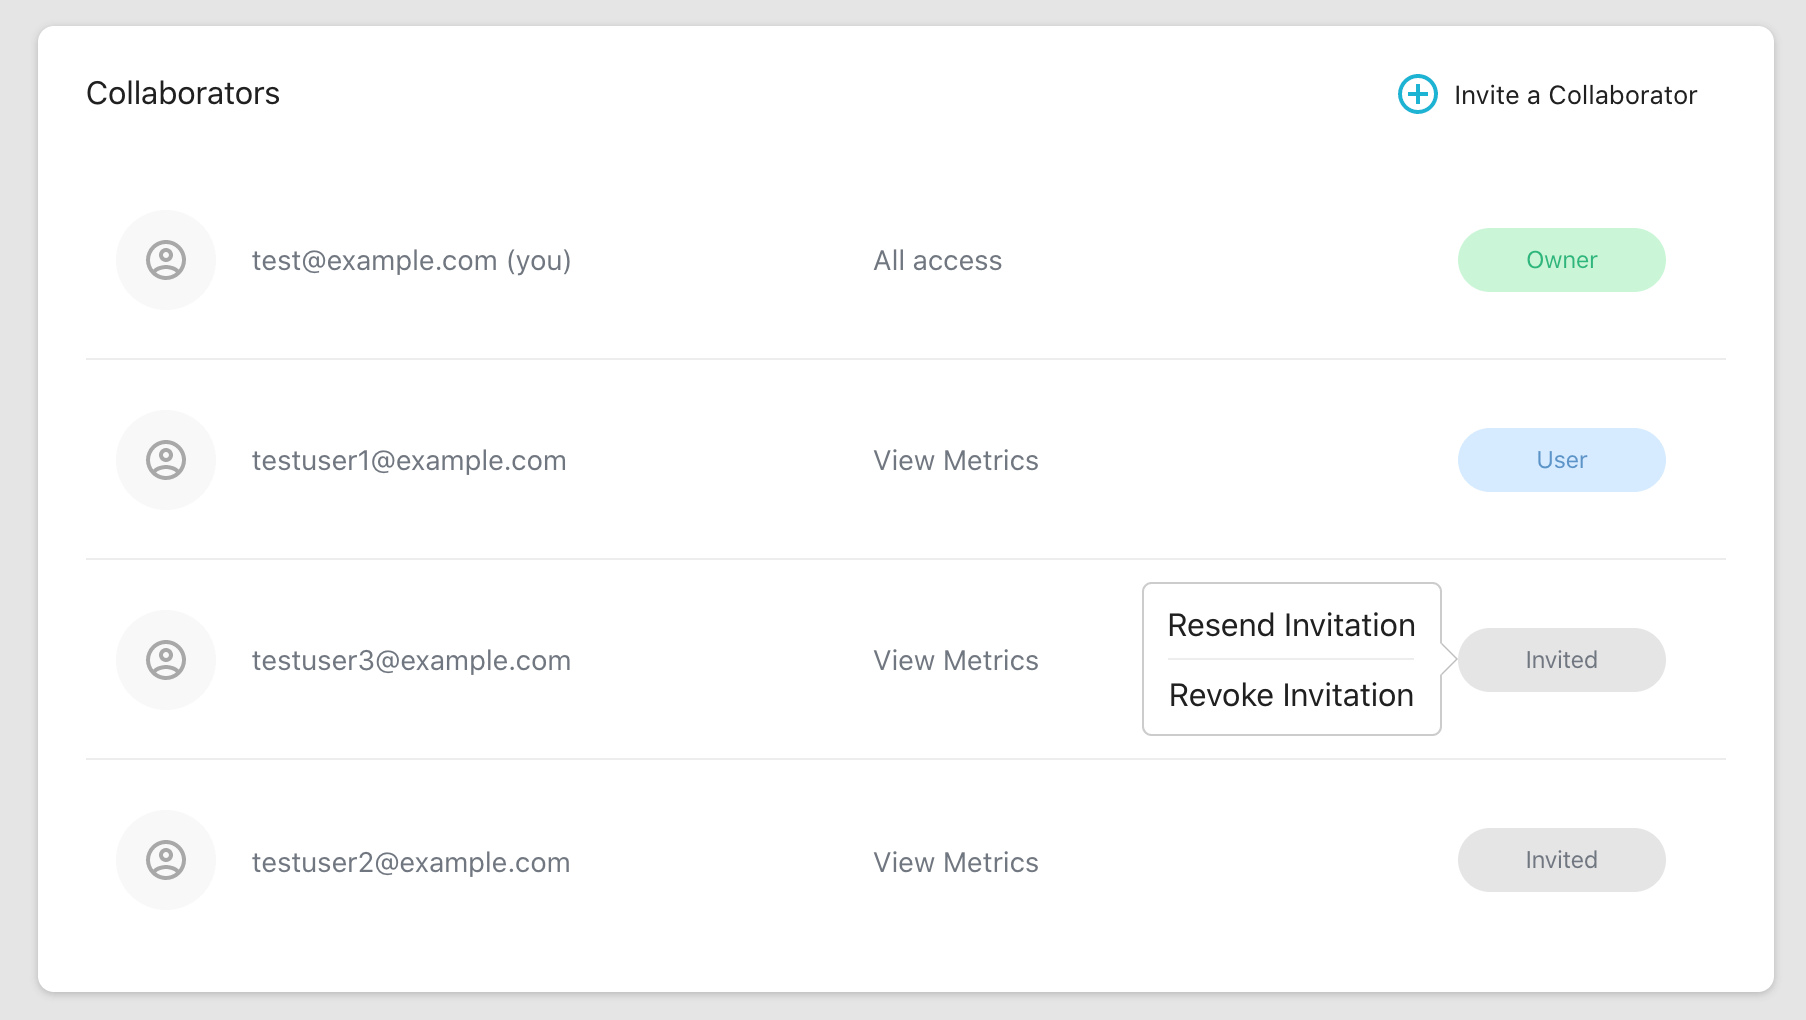 Collaborators
Invite a Collaborator
test@example.com (you)
All access
Owner
testuser1@example.com
View Metrics
User
testuser3@example.com
View Metrics
Resend Invitation
Revoke Invitation
Invited
testuser2@example.com
View Metrics
Invited